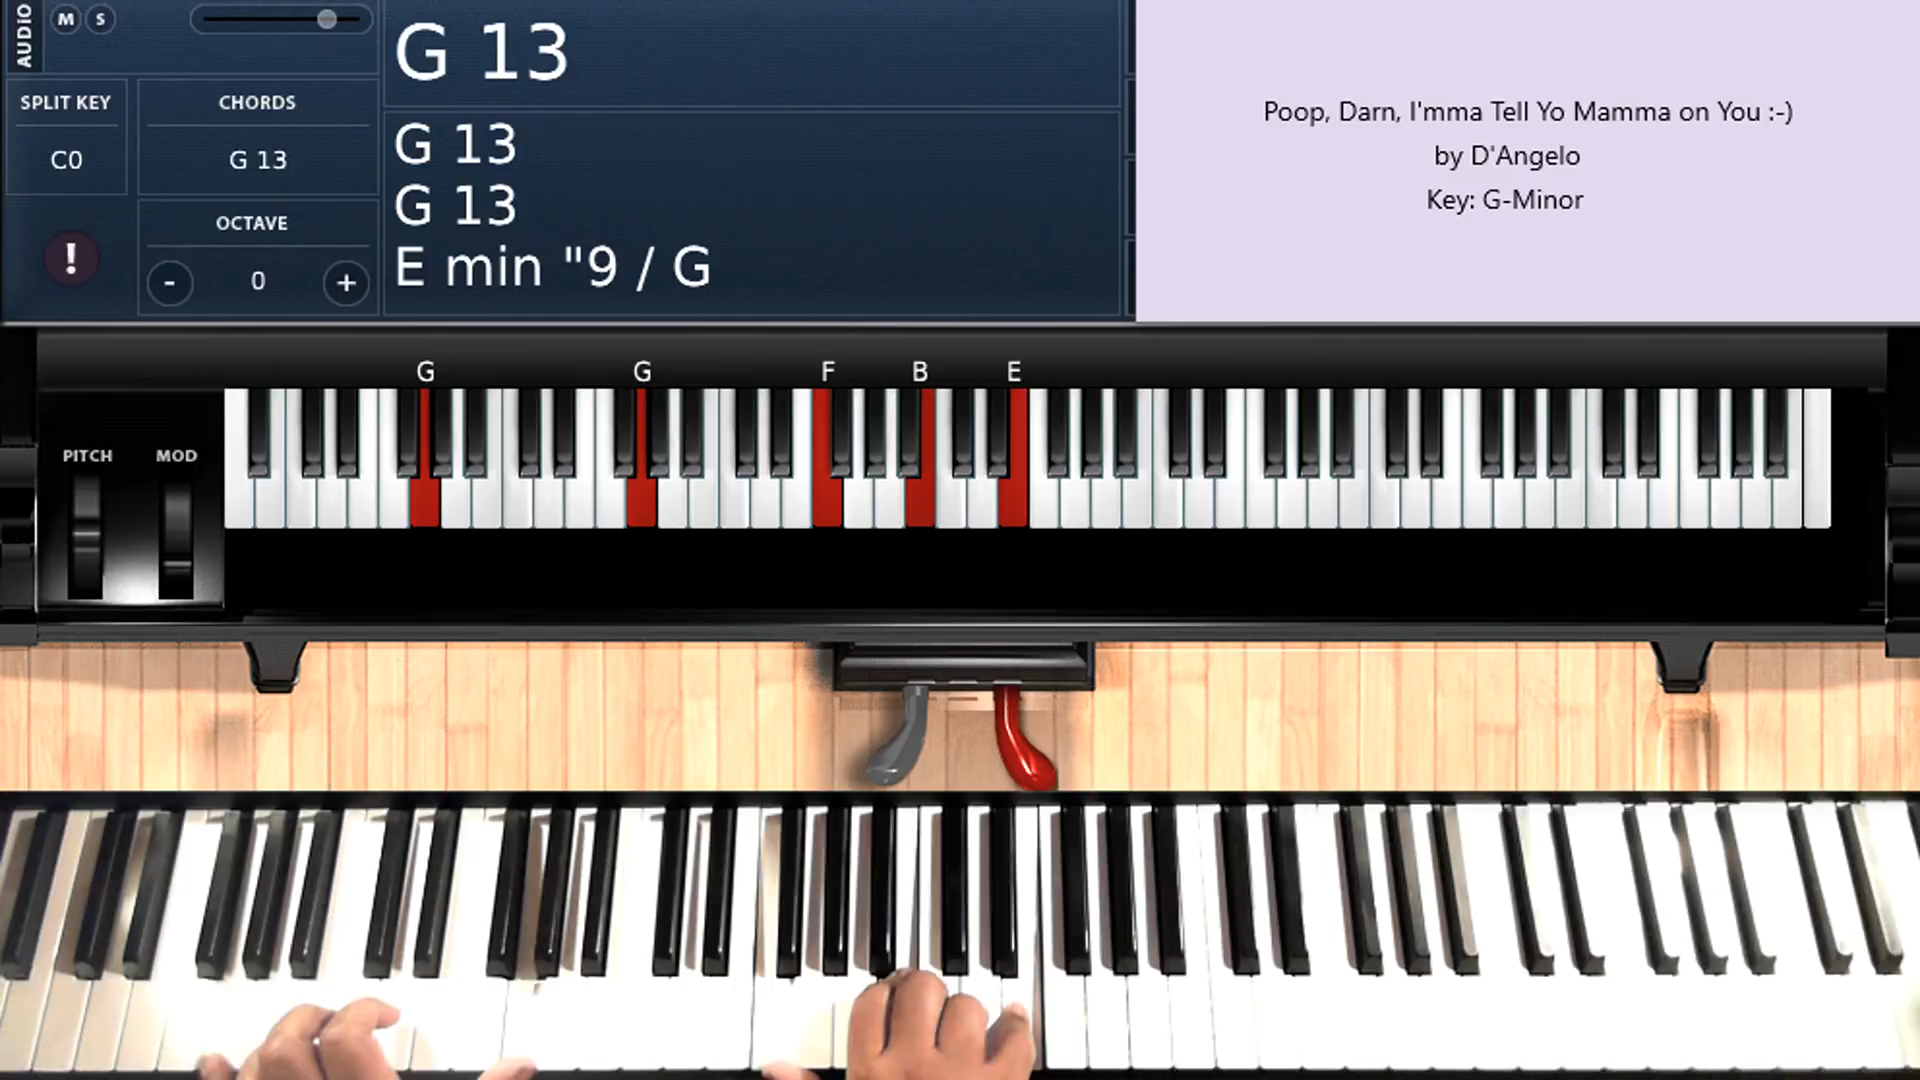 AUDIO
M S
G 13
SPLIT KEY
C0
CHORDS
G 13
OCTAVE
- 0 +
!
G 13
G 13
E min "9 / G
Poop, Darn, I'mma Tell Yo Mamma on You :-)
by D'Angelo
Key: G-Minor
G G F B E
PITCH MOD